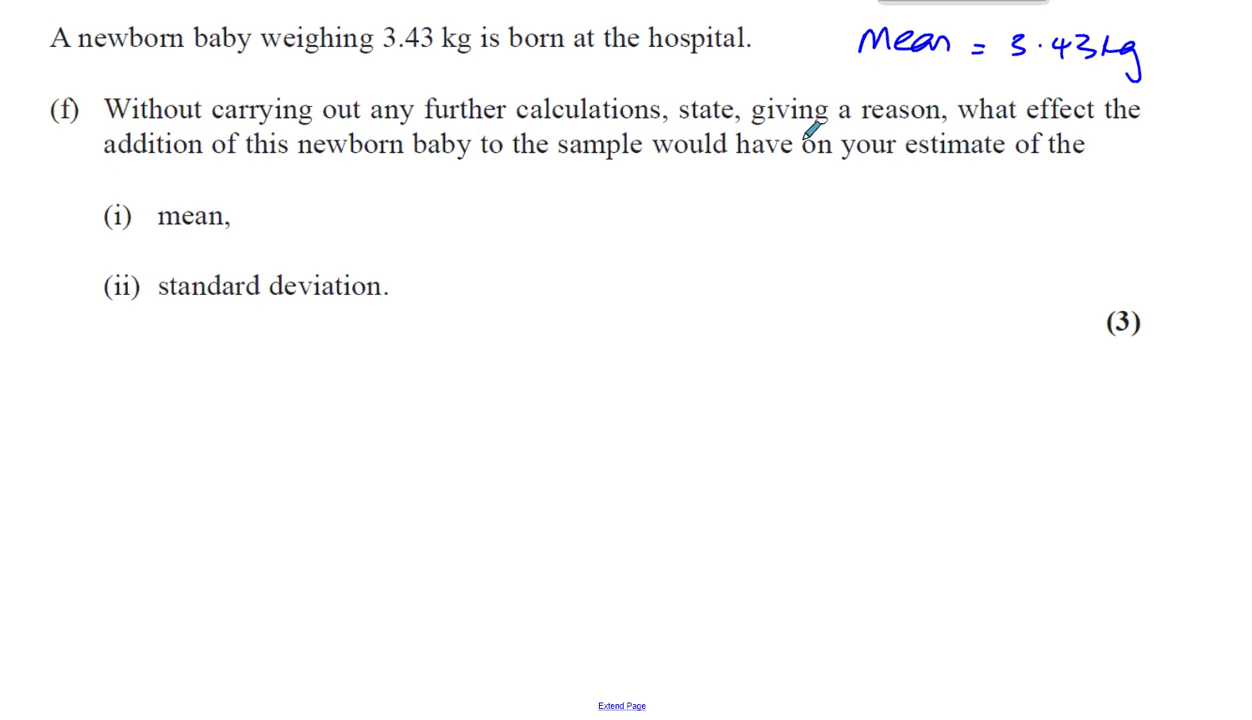 A newborn baby weighing 3.43 kg is born at the hospital.
Mean = 3.43kg
(f) Without carrying out any further calculations, state, giving a reason, what effect the
addition of this newborn baby to the sample would have on your estimate of the
(i) mean,
(ii) standard deviation.
(3)
Extend Page